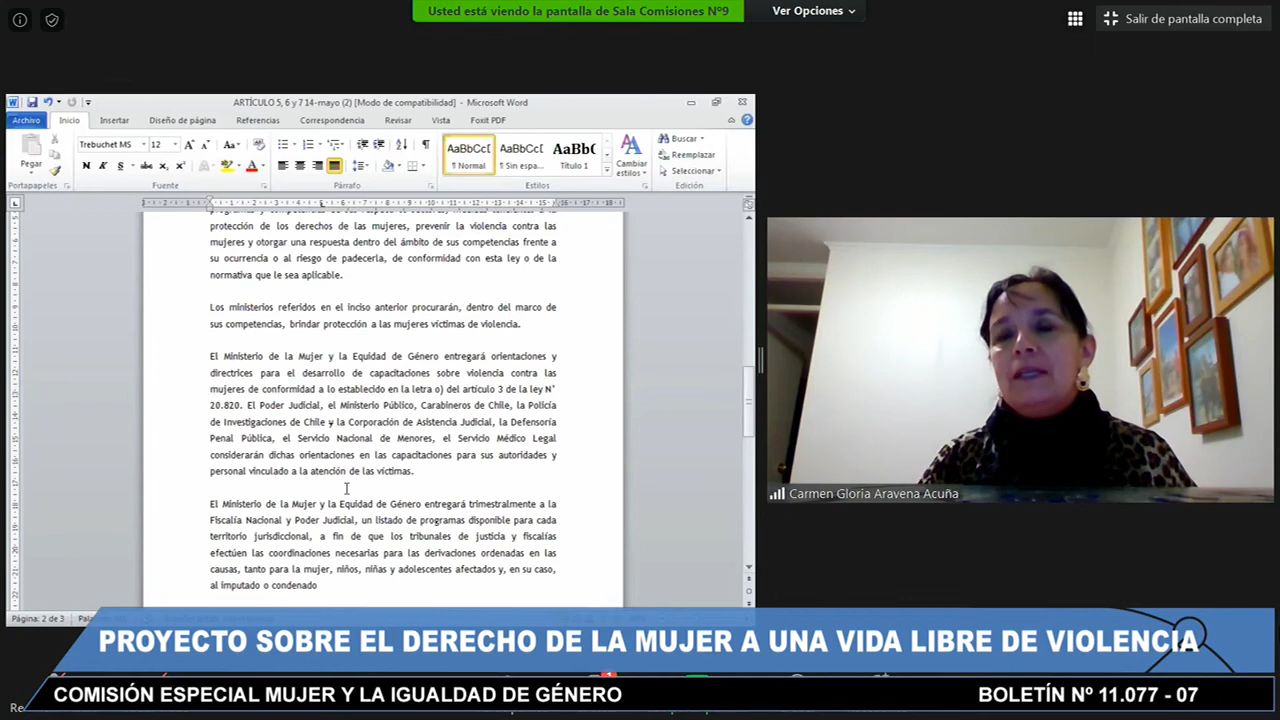 Usted está viendo la pantalla de Sala Comisiones Nº9
Ver Opciones
Salir de pantalla completa
ARTÍCULO 5, 6 y 7 14-mayo (2) [Modo de compatibilidad] - Microsoft Word
Archivo Inicio Insertar Diseño de página Referencias Correspondencia Revisar Vista Foxit PDF
Pegar
Trebuchet MS 12
N K S abc
AaBbCcD AaBbCcD AaBbC
Normal Sin espa... Título 1
Cambiar estilos
Buscar
Reemplazar
Seleccionar
Portapapeles Fuente Párrafo Estilos Edición
protección de los derechos de las mujeres, prevenir la violencia contra las
mujeres y otorgar una respuesta dentro del ámbito de sus competencias frente a
su ocurrencia o al riesgo de padecerla, de conformidad con esta ley o de la
normativa que le sea aplicable.
Los ministerios referidos en el inciso anterior procurarán, dentro del marco de
sus competencias, brindar protección a las mujeres víctimas de violencia.
El Ministerio de la Mujer y la Equidad de Género entregará orientaciones y
directrices para el desarrollo de capacitaciones sobre violencia contra las
mujeres de conformidad a lo establecido en la letra o) del artículo 3 de la ley N°
20.820. El Poder Judicial, el Ministerio Público, Carabineros de Chile, la Policía
de Investigaciones de Chile y la Corporación de Asistencia Judicial, la Defensoría
Penal Pública, el Servicio Nacional de Menores, el Servicio Médico Legal
considerarán dichas orientaciones en las capacitaciones para sus autoridades y
personal vinculado a la atención de las víctimas.
El Ministerio de la Mujer y la Equidad de Género entregará trimestralmente a la
Fiscalía Nacional y Poder Judicial, un listado de programas disponible para cada
territorio jurisdiccional, a fin de que los tribunales de justicia y fiscalías
efectúen las coordinaciones necesarias para las derivaciones ordenadas en las
causas, tanto para la mujer, niños, niñas y adolescentes afectados y, en su caso,
al imputado o condenado
Página: 2 de 3
Carmen Gloria Aravena Acuña
PROYECTO SOBRE EL DERECHO DE LA MUJER A UNA VIDA LIBRE DE VIOLENCIA
COMISIÓN ESPECIAL MUJER Y LA IGUALDAD DE GÉNERO
BOLETÍN Nº 11.077 - 07